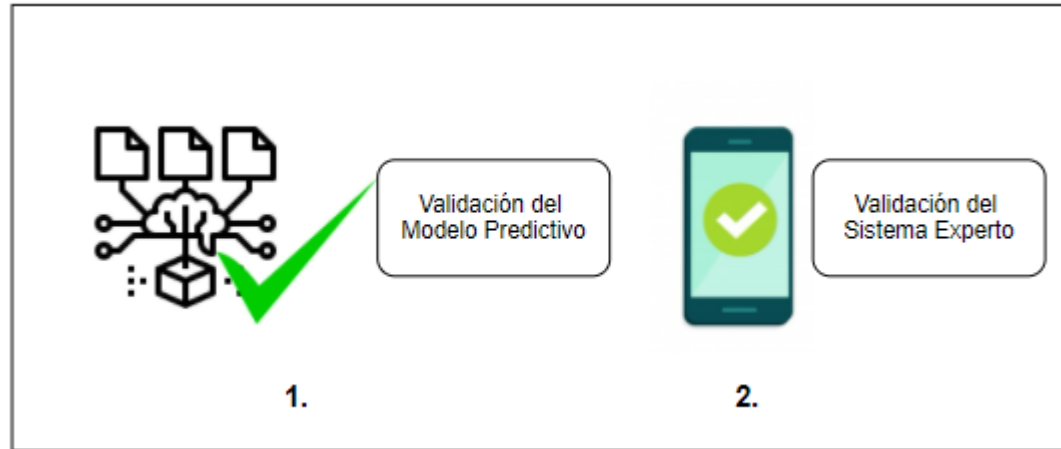 Validación del
Modelo Predictivo
Validación del
Sistema Experto
1.
2.